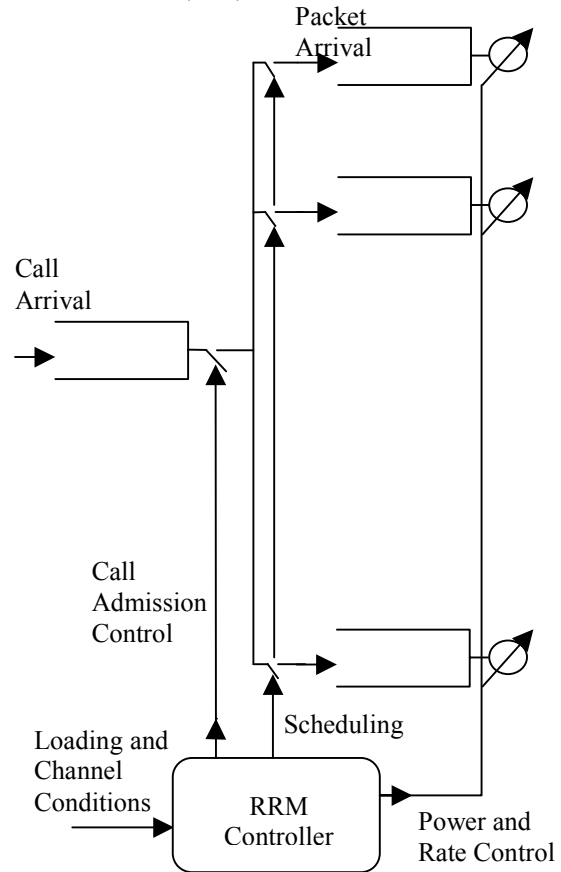 Packet
Arrival
Call
Arrival
Call
Admission
Control
Scheduling
Loading and
Channel
Conditions
RRM
Controller
Power and
Rate Control